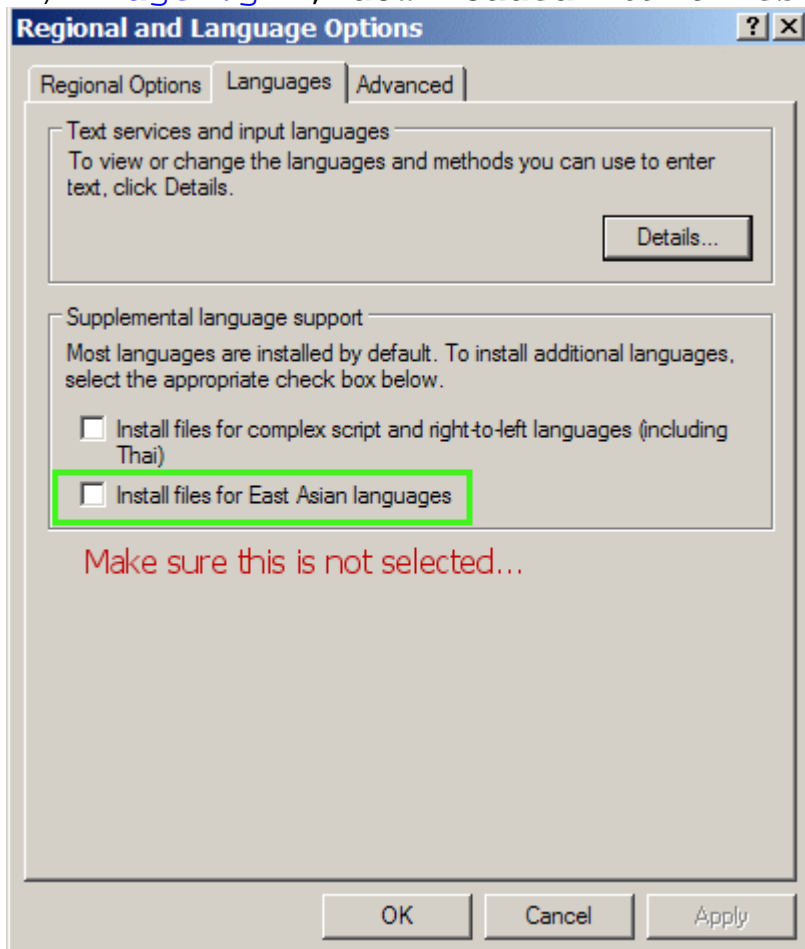 Regional and Language Options
Regional Options Languages Advanced
Text services and input languages
To view or change the languages and methods you can use to enter
text, click Details.
Details...
Supplemental language support
Most languages are installed by default. To install additional languages,
select the appropriate check box below.
Install files for complex script and right-to-left languages (including
Thai)
Install files for East Asian languages
Make sure this is not selected...
OK Cancel Apply